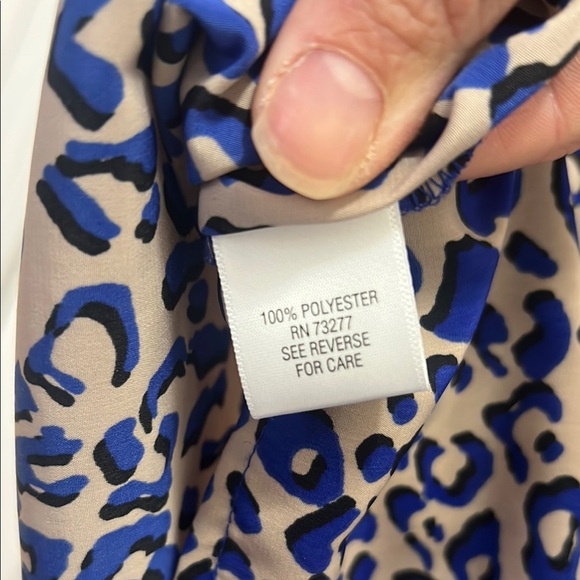 100% POLYESTER
RN 73277
SEE REVERSE
FOR CARE